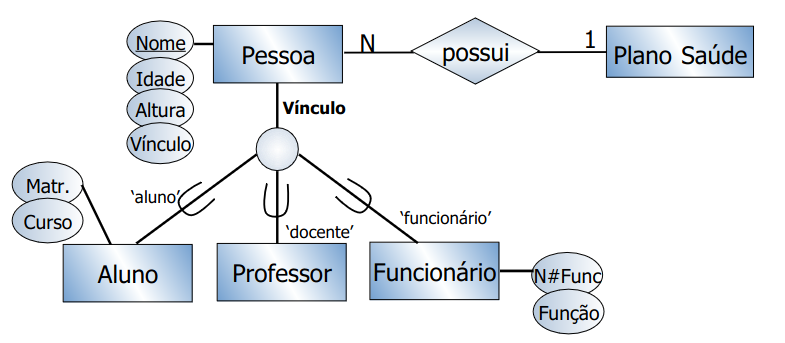 Nome
Pessoa
N
possui
1
Plano Saúde
Idade
Altura
Vínculo
Vínculo
Matr.
Curso
‘aluno’
‘docente’
‘funcionário’
Aluno
Professor
Funcionário
N#Func
Função